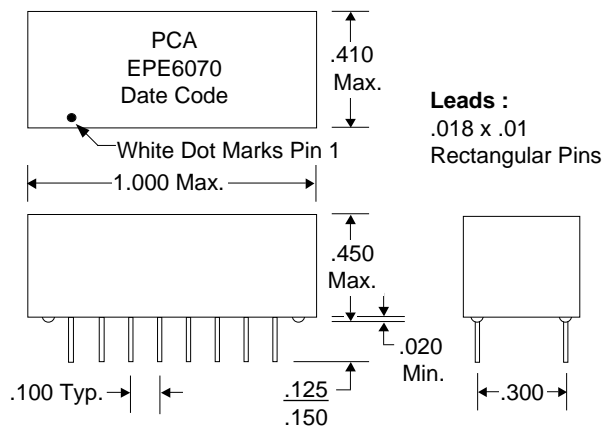 PCA
EPE6070
Date Code
.410
Max.
White Dot Marks Pin 1
1.000 Max.
Leads :
.018 x .01
Rectangular Pins
.450
Max.
.020
Min.
.100 Typ.
.125
.150
.300